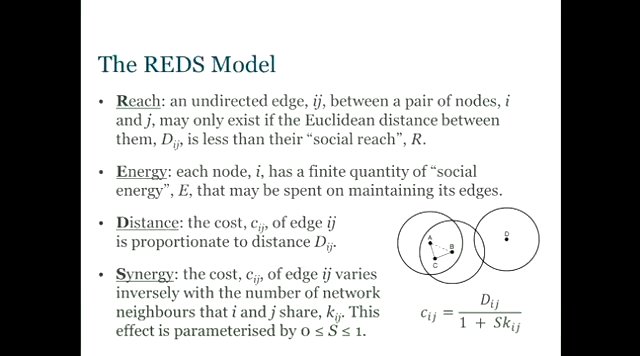 The REDS Model
• Reach: an undirected edge, ij, between a pair of nodes, i
and j, may only exist if the Euclidean distance between
them, Dij, is less than their “social reach”, R.
• Energy: each node, i, has a finite quantity of “social
energy”, E, that may be spent on maintaining its edges.
• Distance: the cost, cij, of edge ij
is proportionate to distance Dij.
• Synergy: the cost, cij, of edge ij varies
inversely with the number of network
neighbours that i and j share, kij. This
effect is parameterised by 0 ≤ S ≤ 1.
A
B
C
D
cij = Dij / 1 + Skij